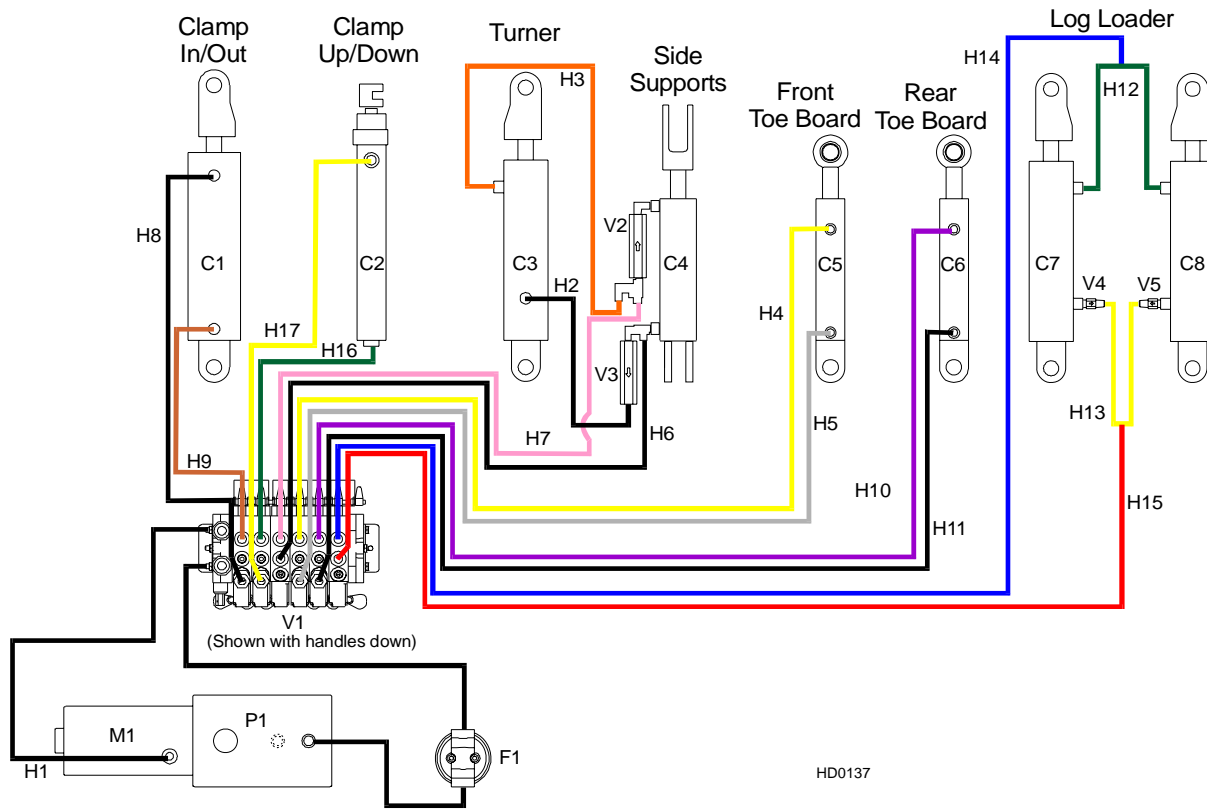 Clamp
In/Out
Clamp
Up/Down
Turner
Side
Supports
Front
Toe Board
Rear
Toe Board
Log Loader
H14
H3
H12
H8
V2
C1
C2
C3
C4
C5
C6
C7
C8
H2
V4
V5
H4
H17
H16
V3
H13
H7
H6
H5
H9
H10
H11
H15
V1
(Shown with handles down)
M1
P1
F1
H1
HD0137